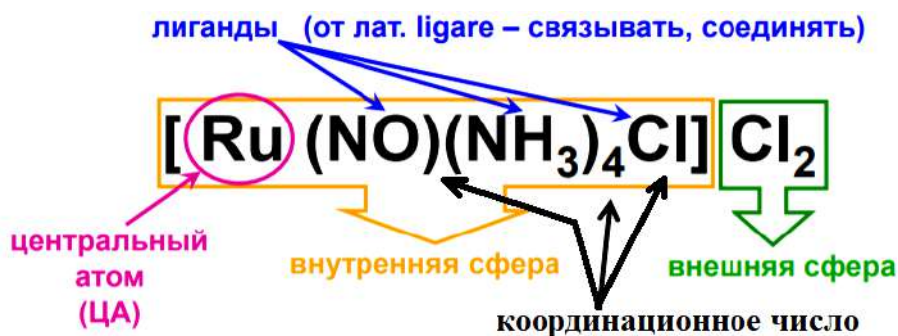 лиганды (от лат. ligare – связывать, соединять)
[ Ru (NO)(NH₃)₄Cl] Cl₂
центральный
атом
(ЦА)
внутренняя сфера
внешняя сфера
координационное число